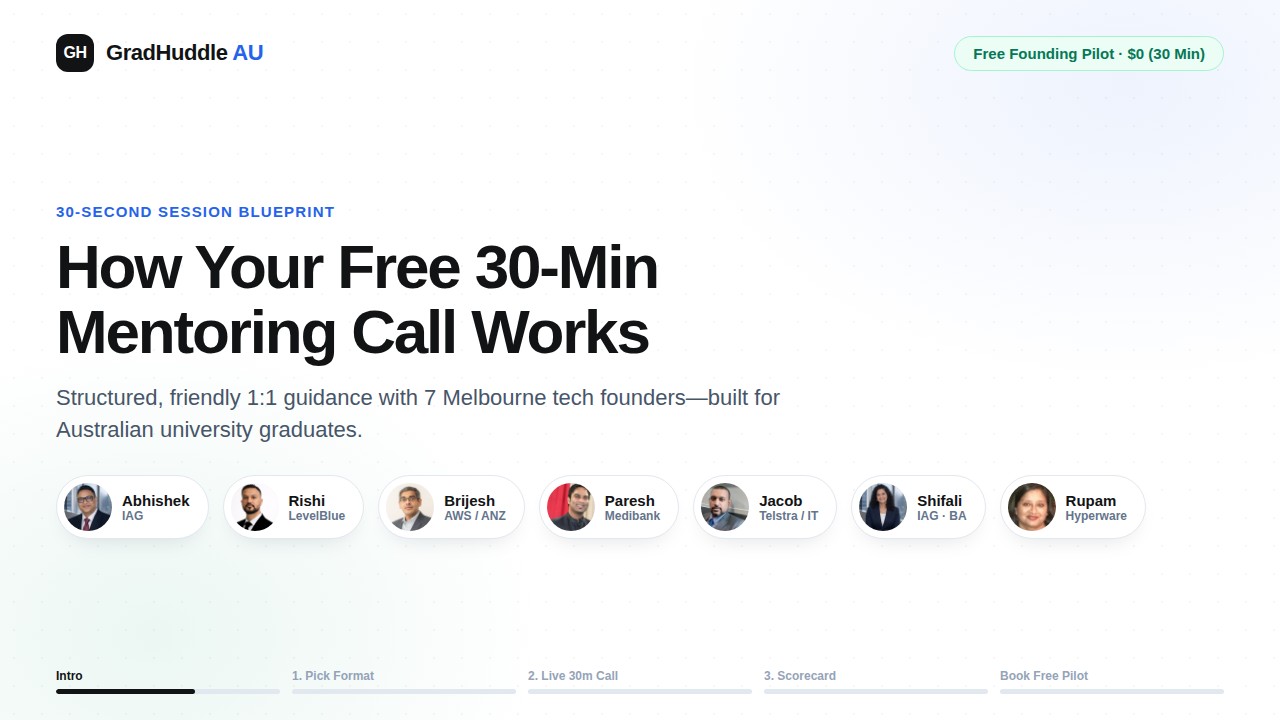 GH GradHuddle AU
Free Founding Pilot · $0 (30 Min)
30-SECOND SESSION BLUEPRINT
How Your Free 30-Min
Mentoring Call Works
Structured, friendly 1:1 guidance with 7 Melbourne tech founders—built for
Australian university graduates.
Abhishek
IAG
Rishi
LevelBlue
Brijesh
AWS / ANZ
Paresh
Medibank
Jacob
Telstra / IT
Shifali
IAG · BA
Rupam
Hyperware
Intro
1. Pick Format
2. Live 30m Call
3. Scorecard
Book Free Pilot